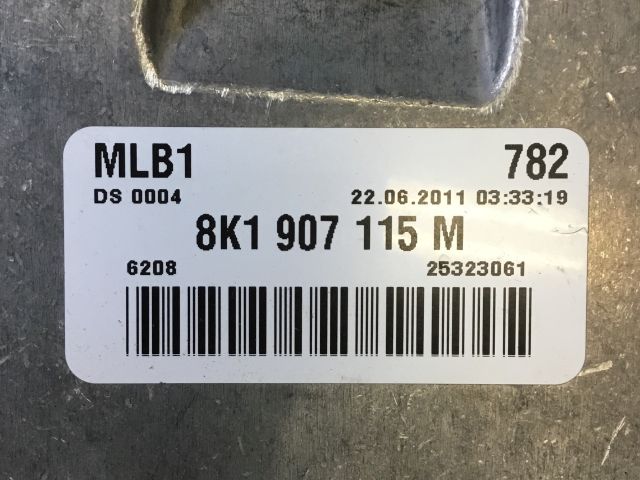 MLB1 782
DS 0004 22.06.2011 03:33:19
8K1 907 115 M
6208 25323061